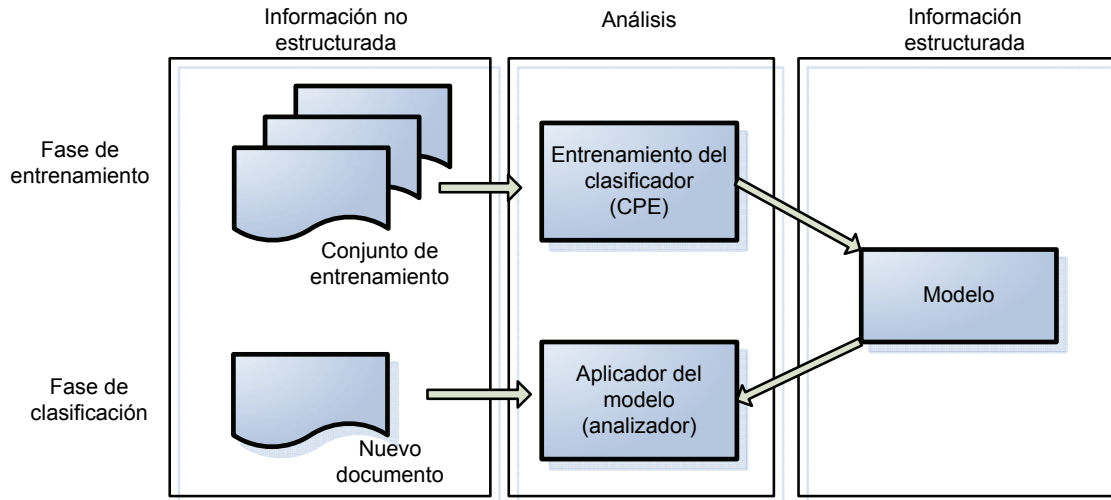 Información no
estructurada
Análisis
Información
estructurada
Fase de
entrenamiento
Entrenamiento del
clasificador
(CPE)
Conjunto de
entrenamiento
Modelo
Fase de
clasificación
Aplicador del
modelo
(analizador)
Nuevo
documento